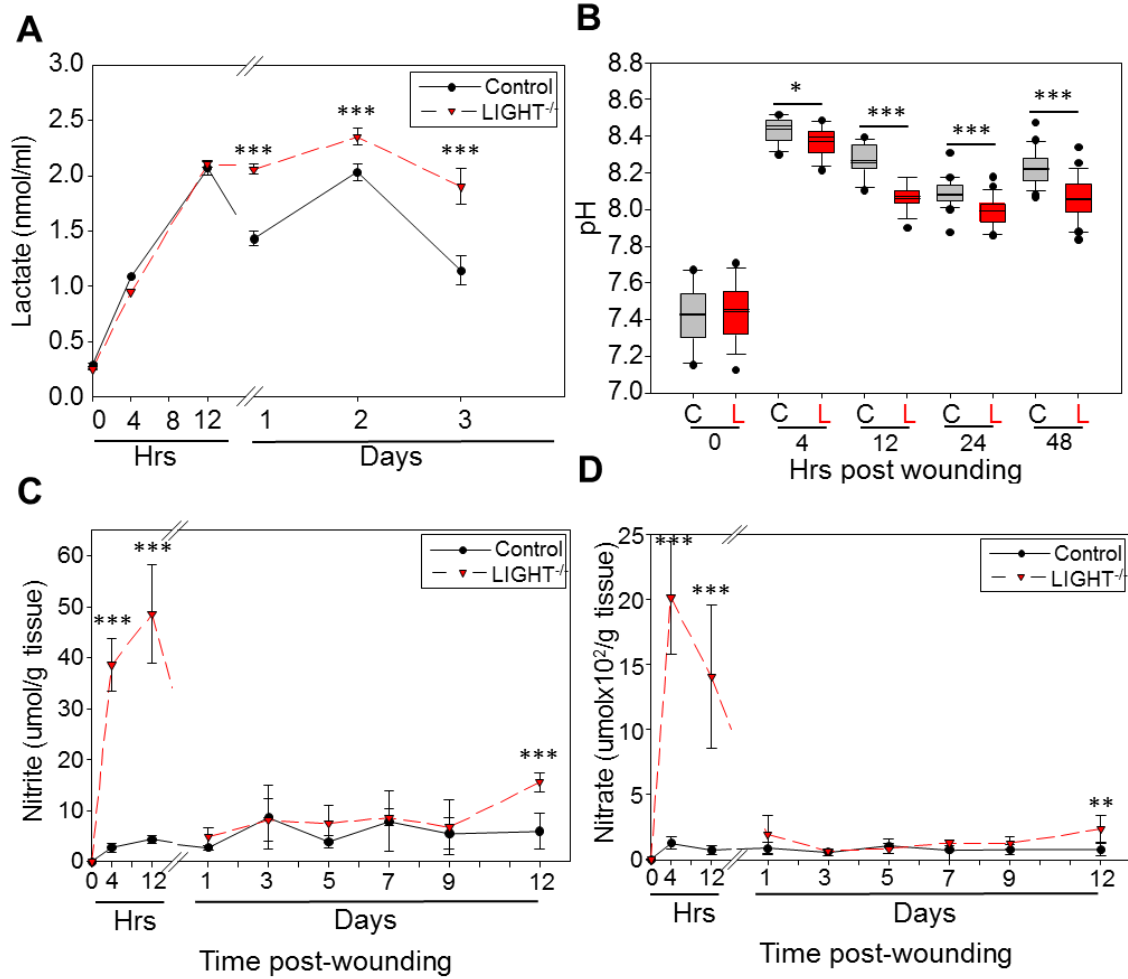 A
Lactate (nmol/ml)
3.0
2.5
2.0
1.5
1.0
0.5
0.0
Control
LIGHT-/-
***
***
***
0 4 8 12 1 2 3
Hrs Days
B
pH
8.8
8.6
8.4
8.2
8.0
7.8
7.6
7.4
7.2
7.0
*
***
***
***
C L C L C L C L C L
0 4 12 24 48
Hrs post wounding
C
Nitrite (umol/g tissue)
60
50
40
30
20
10
0
Control
LIGHT-/-
***
***
***
0 4 12 1 3 5 7 9 12
Hrs Days
Time post-wounding
D
Nitrate (umolx10²/g tissue)
25
20
15
10
5
0
Control
LIGHT-/-
***
***
**
0 4 12 1 3 5 7 9 12
Hrs Days
Time post-wounding